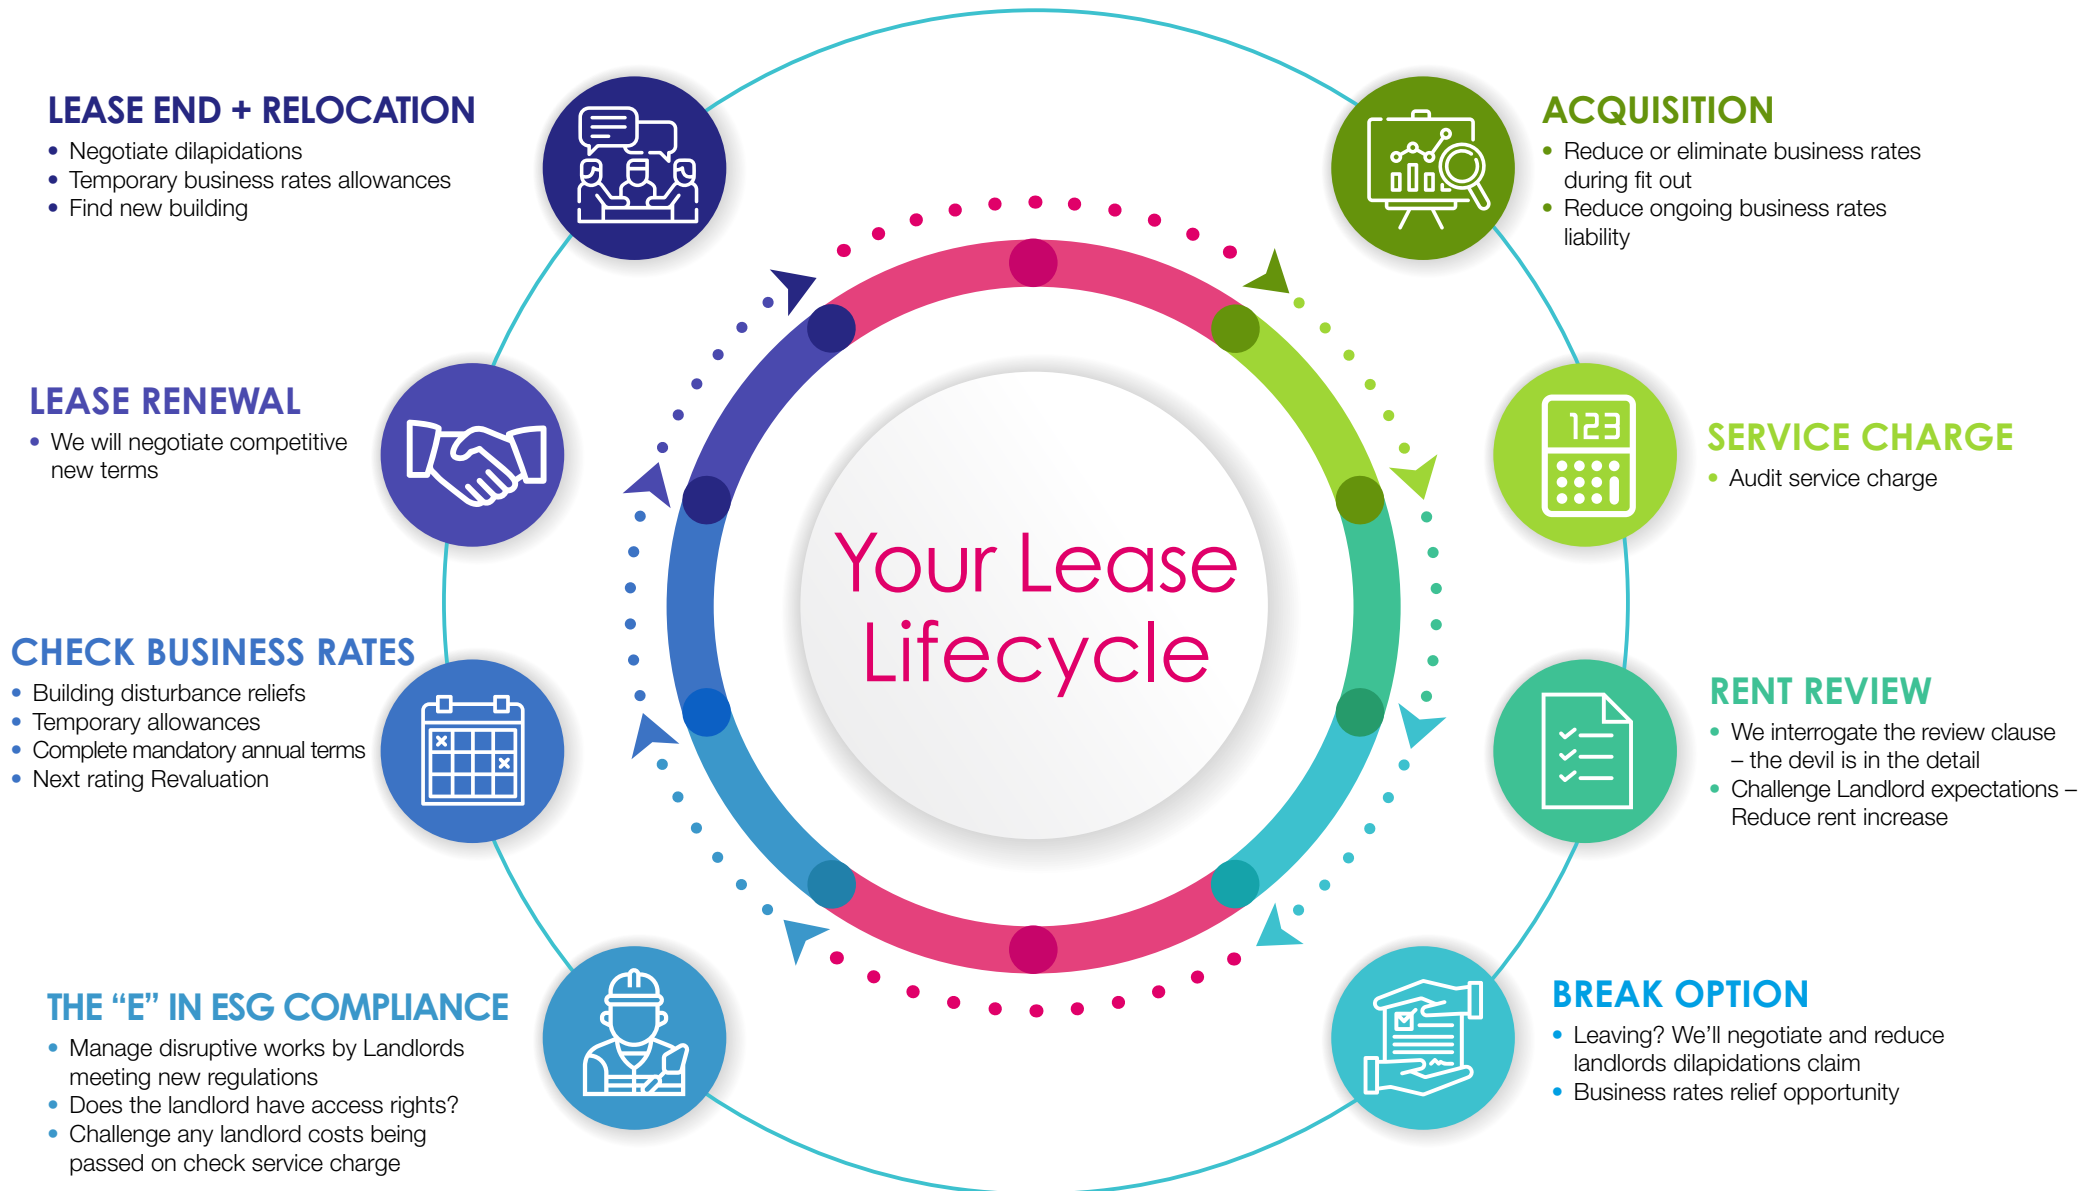 LEASE END + RELOCATION
• Negotiate dilapidations
• Temporary business rates allowances
• Find new building
ACQUISITION
• Reduce or eliminate business rates
during fit out
• Reduce ongoing business rates
liability
LEASE RENEWAL
• We will negotiate competitive
new terms
123
SERVICE CHARGE
• Audit service charge
Your Lease
Lifecycle
CHECK BUSINESS RATES
• Building disturbance reliefs
• Temporary allowances
• Complete mandatory annual terms
• Next rating Revaluation
RENT REVIEW
• We interrogate the review clause
– the devil is in the detail
• Challenge Landlord expectations –
Reduce rent increase
THE “E” IN ESG COMPLIANCE
• Manage disruptive works by Landlords
meeting new regulations
• Does the landlord have access rights?
• Challenge any landlord costs being
passed on check service charge
BREAK OPTION
• Leaving? We’ll negotiate and reduce
landlords dilapidations claim
• Business rates relief opportunity